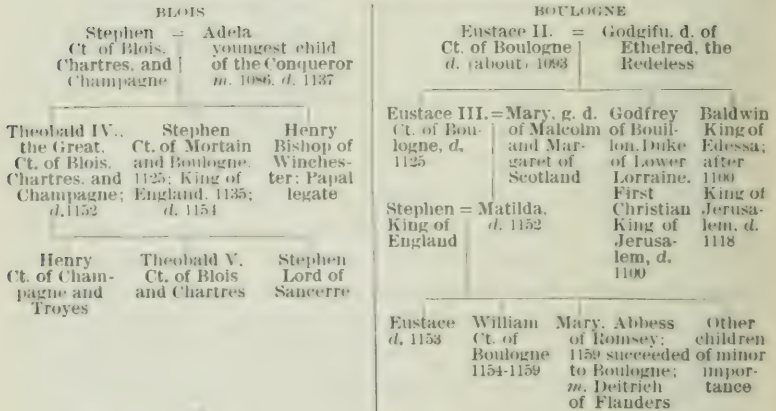 BLOIS
Stephen = Adela
Ct. of Blois, youngest child
Chartres, and of the Conqueror
Champagne m. 1086, d. 1137
Theobald IV., Stephen Henry
the Great, Ct. of Mortain Bishop of
Ct. of Blois, and Boulogne, Winches-
Chartres, and 1125; King of ter; Papal
Champagne; England, 1135; legate
d. 1152 d. 1154
Henry Theobald V. Stephen
Ct. of Cham- Ct. of Blois Lord of
pagne and and Chartres Sancerre
Troyes
BOULOGNE
Eustace II. = Godgifu, d. of
Ct. of Boulogne Ethelred, the
d. (about) 1093 Redeless
Eustace III. = Mary, g. d. Godfrey Baldwin
Ct. of Bou- of Malcolm of Bouil- King of
logne, d. and Mar- lon, Duke Edessa;
1125 garet of of Lower after
Scotland Lorraine. 1100
First King of
Stephen = Matilda, Christian Jerusa-
King of d. 1152 King of lem, d.
England Jerusa- 1118
lem, d.
1100
Eustace William Mary, Abbess Other
d. 1153 Ct. of of Romsey; children
Boulogne 1159 succeeded of minor
1154-1159 to Boulogne; impor-
m. Deitrich tance
of Flanders